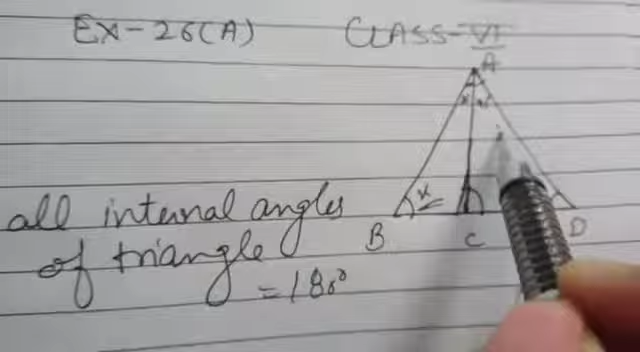 EX-26(A)
CLASS-VI
A
x x
x
B C D
all internal angles
of triangle
=180°